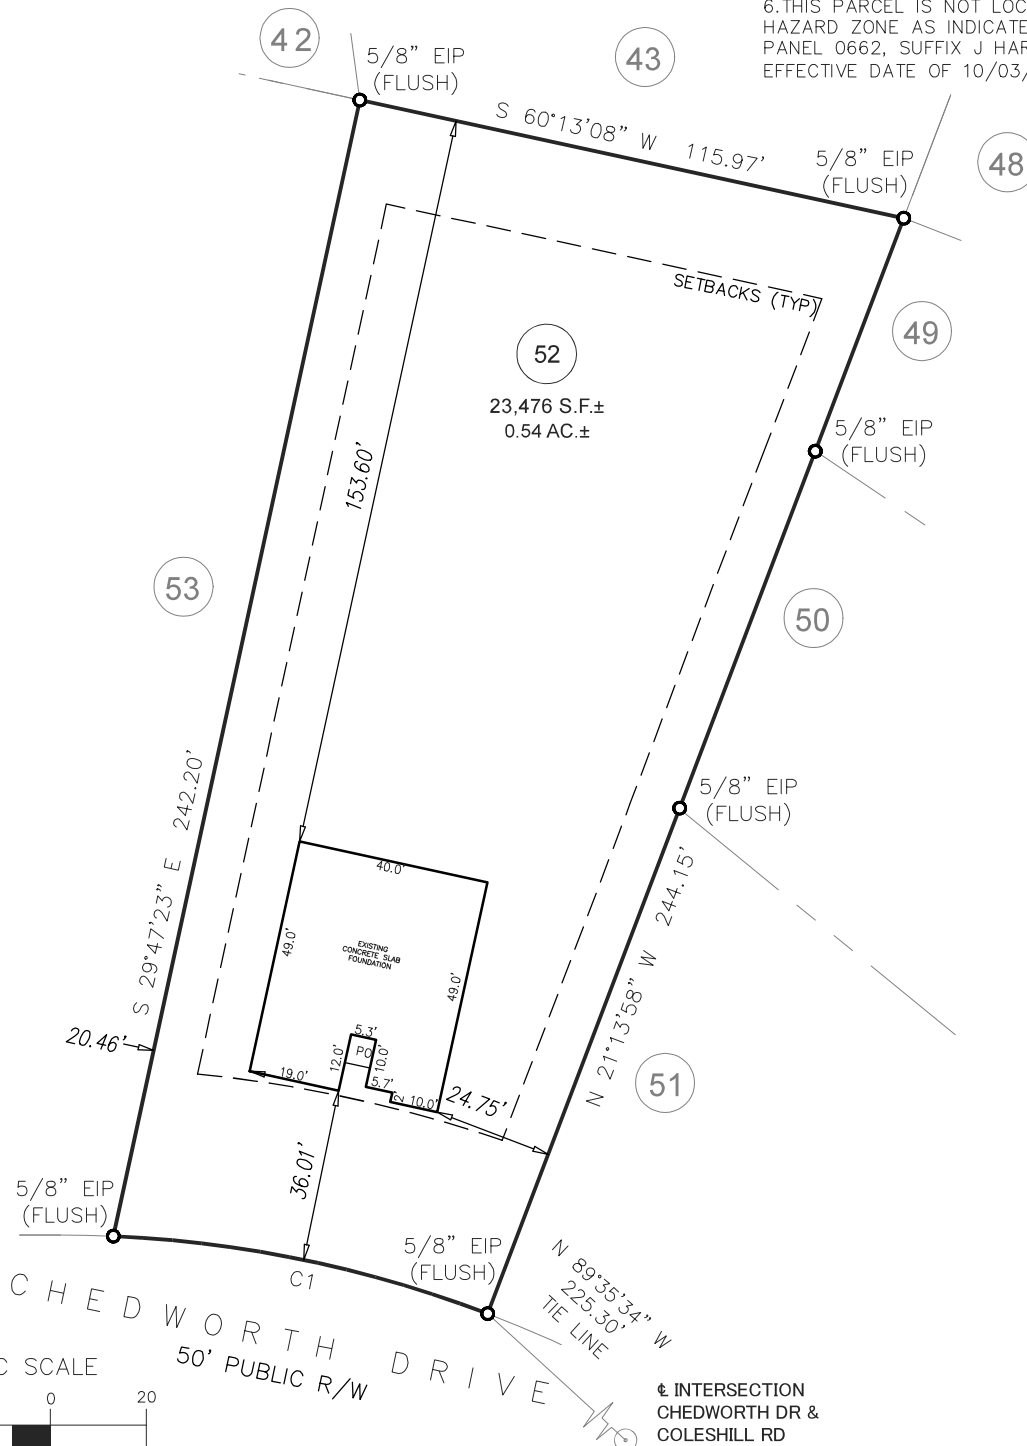 6.THIS PARCEL IS NOT LOC
HAZARD ZONE AS INDICATE
PANEL 0662, SUFFIX J HAR
EFFECTIVE DATE OF 10/03/
42
5/8" EIP
(FLUSH)
43
S 60°13'08" W 115.97'
5/8" EIP
(FLUSH)
48
SETBACKS (TYP)
49
52
23,476 S.F.±
0.54 AC.±
5/8" EIP
(FLUSH)
153.60'
53
50
S 29°47'23" E 242.20'
5/8" EIP
(FLUSH)
40.0'
49.0'
EXISTING
CONCRETE SLAB
FOUNDATION
49.0'
N 21°13'58" W 244.15'
20.46'
5.3'
12.0'
PO
10.0'
19.0'
5.7'
2
10.0'
24.75'
51
36.01'
5/8" EIP
(FLUSH)
5/8" EIP
(FLUSH)
C1
N 89°35'34" W
225.30'
TIE LINE
CHEDWORTH DRIVE
50' PUBLIC R/W
C SCALE
0 20
℄ INTERSECTION
CHEDWORTH DR &
COLESHILL RD